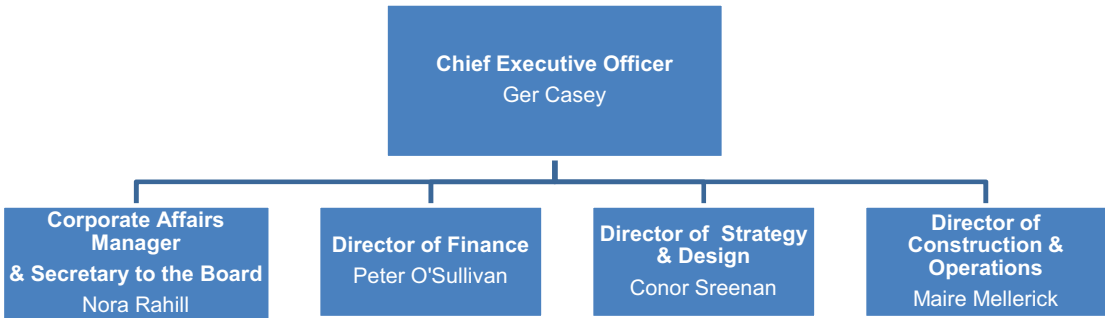 Chief Executive Officer
Ger Casey
Corporate Affairs
Manager
& Secretary to the Board
Nora Rahill
Director of Finance
Peter O'Sullivan
Director of Strategy
& Design
Conor Sreenan
Director of
Construction &
Operations
Maire Mellerick